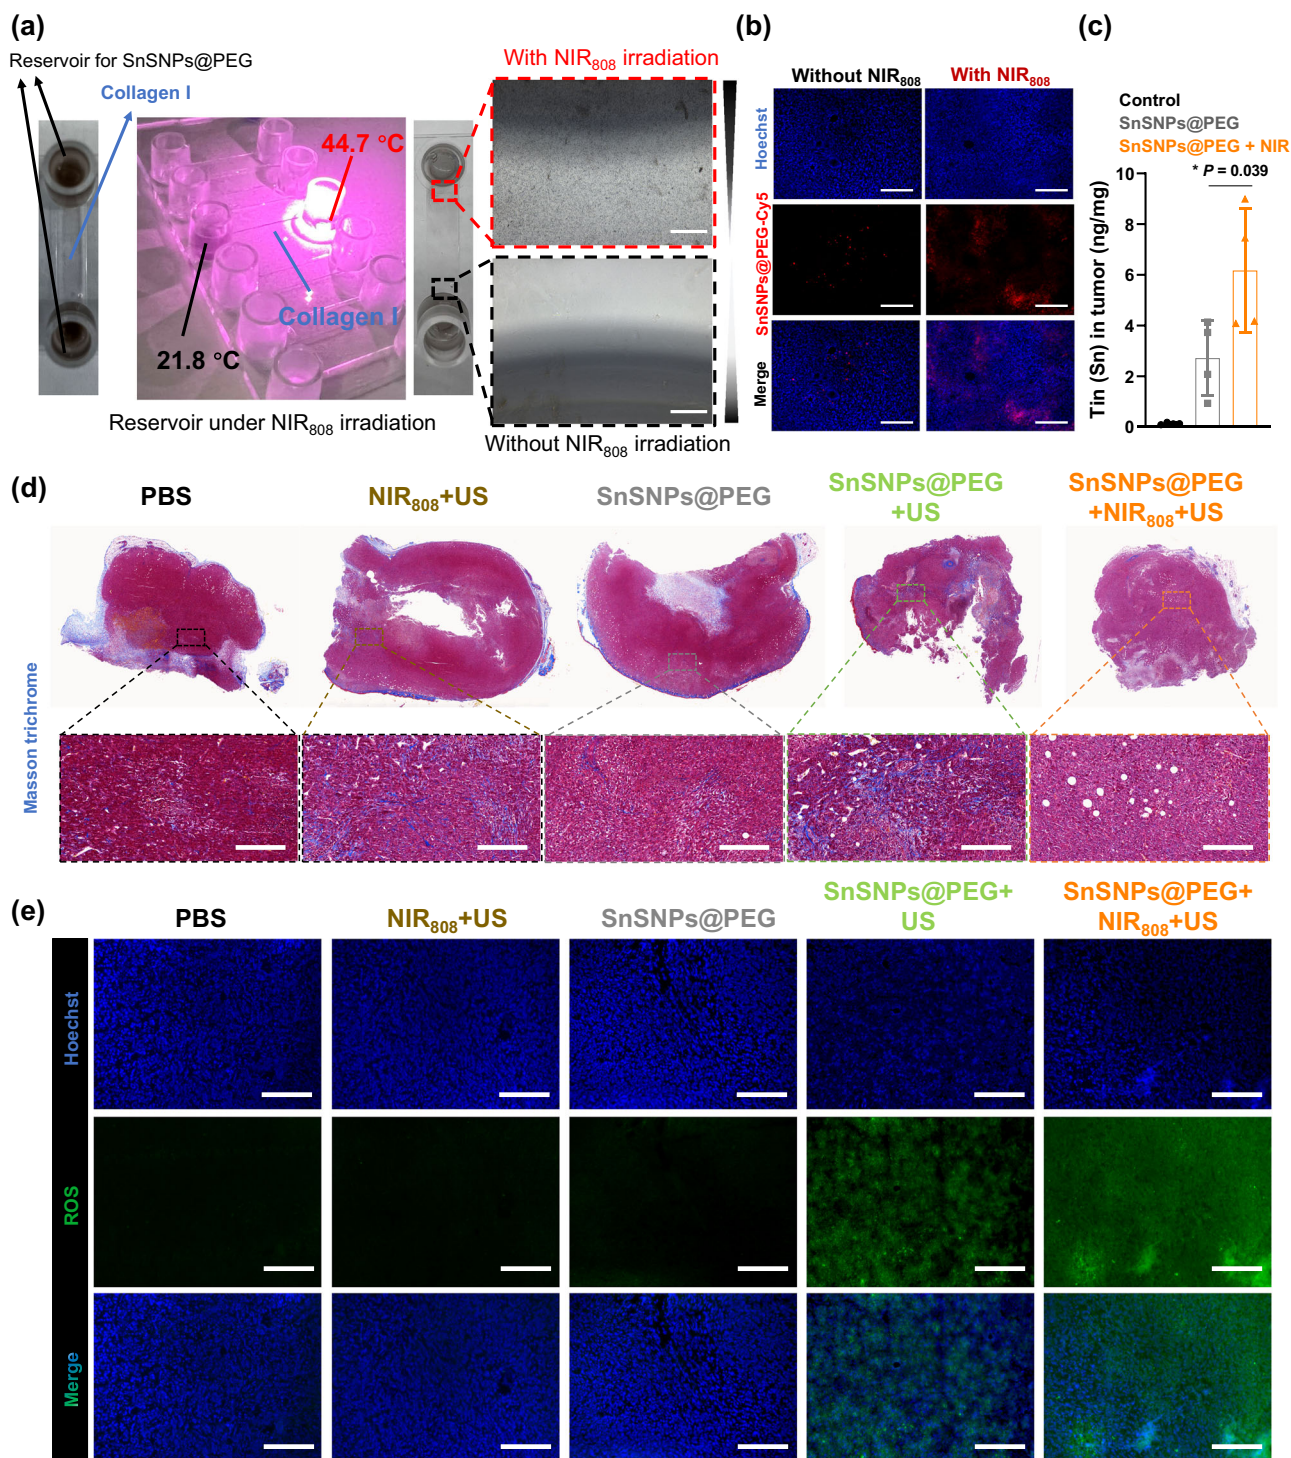 (a)
Reservoir for SnSNPs@PEG
Collagen I
44.7 °C
21.8 °C
Collagen I
Reservoir under NIR808 irradiation
With NIR808 irradiation
Without NIR808 irradiation
(b)
Without NIR808
With NIR808
Hoechst
SnSNPs@PEG-Cy5
Merge
(c)
Control
SnSNPs@PEG
SnSNPs@PEG + NIR
* P = 0.039
Tin (Sn) in tumor (ng/mg)
10
8
6
4
2
0
(d)
PBS
NIR808+US
SnSNPs@PEG
SnSNPs@PEG
+US
SnSNPs@PEG
+NIR808+US
Masson trichrome
(e)
PBS
NIR808+US
SnSNPs@PEG
SnSNPs@PEG+
US
SnSNPs@PEG+
NIR808+US
Hoechst
ROS
Merge